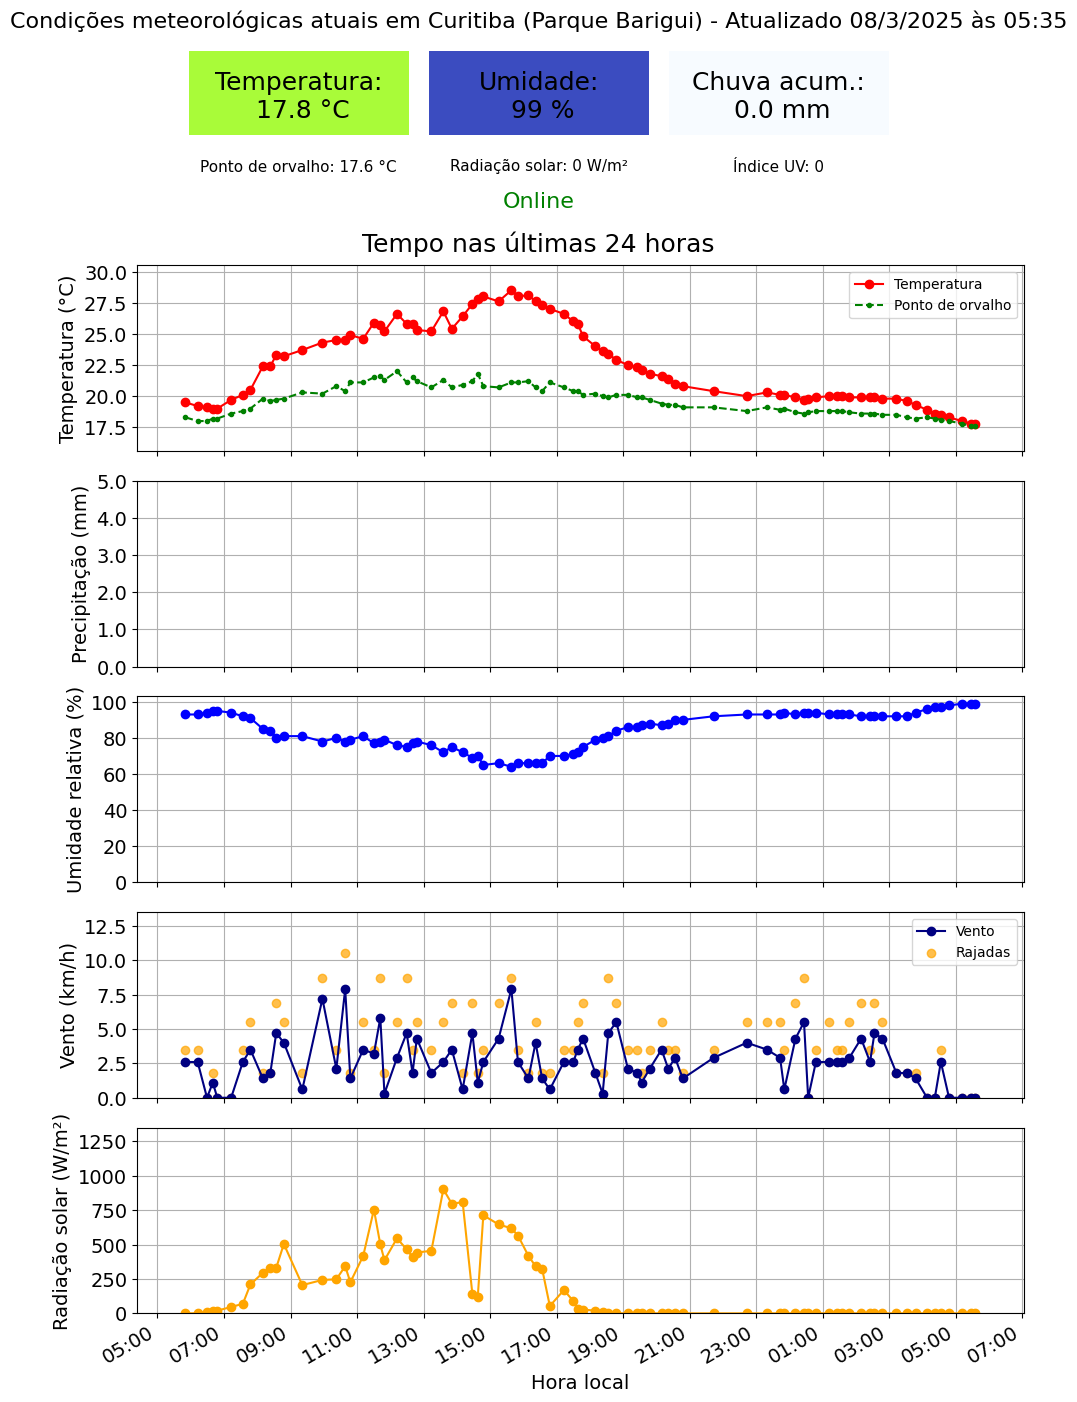 Condições meteorológicas atuais em Curitiba (Parque Barigui) - Atualizado 08/3/2025 às 05:35
Temperatura:
17.8 °C
Umidade:
99 %
Chuva acum.:
0.0 mm
Ponto de orvalho: 17.6 °C
Radiação solar: 0 W/m²
Índice UV: 0
Online
Tempo nas últimas 24 horas
Temperatura (°C)
30.0
27.5
25.0
22.5
20.0
17.5
Temperatura
Ponto de orvalho
Precipitação (mm)
5.0
4.0
3.0
2.0
1.0
0.0
Umidade relativa (%)
100
80
60
40
20
0
Vento (km/h)
12.5
10.0
7.5
5.0
2.5
0.0
Vento
Rajadas
Radiação solar (W/m²)
1250
1000
750
500
250
0
05:00
07:00
09:00
11:00
13:00
15:00
17:00
19:00
21:00
23:00
01:00
03:00
05:00
07:00
Hora local